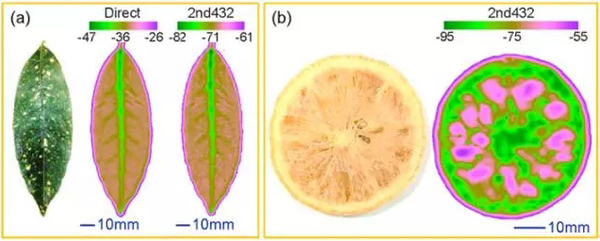 (a)
Direct
-47 -36 -26
2nd432
-82 -71 -61
10mm
10mm
(b)
2nd432
-95 -75 -55
10mm